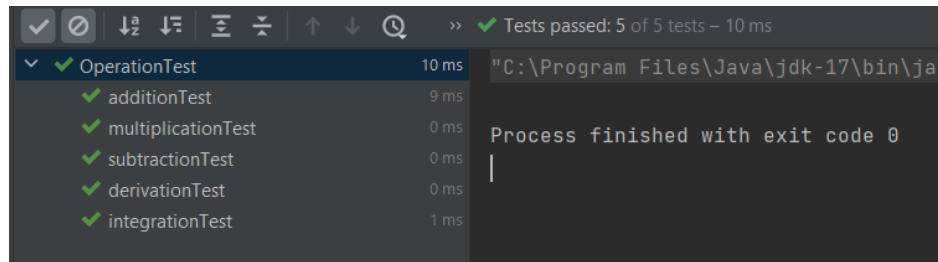 Tests passed: 5 of 5 tests – 10 ms
OperationTest 10 ms
additionTest 9 ms
multiplicationTest 0 ms
subtractionTest 0 ms
derivationTest 0 ms
integrationTest 1 ms
"C:\Program Files\Java\jdk-17\bin\ja
Process finished with exit code 0